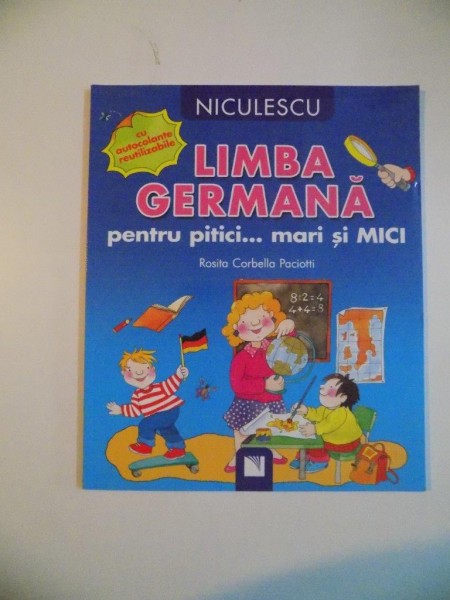 NICULESCU
cu
autocolante
reutilizabile
LIMBA
GERMANĂ
pentru pitici... mari și MICI
Rosita Corbella Paciotti
8:2=4
4+4=8
N